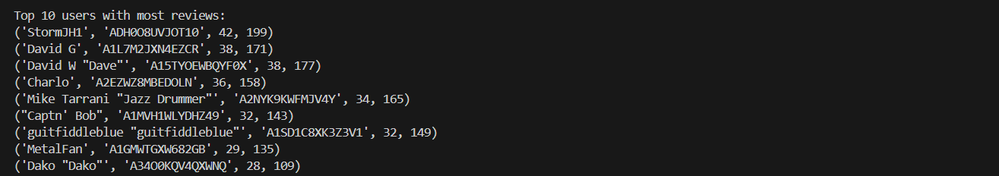 Top 10 users with most reviews:
('StormJH1', 'ADH0O8UVJOT10', 42, 199)
('David G', 'A1L7M2JXN4EZCR', 38, 171)
('David W "Dave"', 'A15TYOEWBQYF0X', 38, 177)
('Charlo', 'A2EZWZ8MBEDOLN', 36, 158)
('Mike Tarrani "Jazz Drummer"', 'A2NYK9KWFMJV4Y', 34, 165)
("Captn' Bob", 'A1MVH1WLYDHZ49', 32, 143)
('guitfiddleblue "guitfiddleblue"', 'A1SD1C8XK3Z3V1', 32, 149)
('MetalFan', 'A1GMWTGXW682GB', 29, 135)
('Dako "Dako"', 'A34O0KQV4QXWNQ', 28, 109)